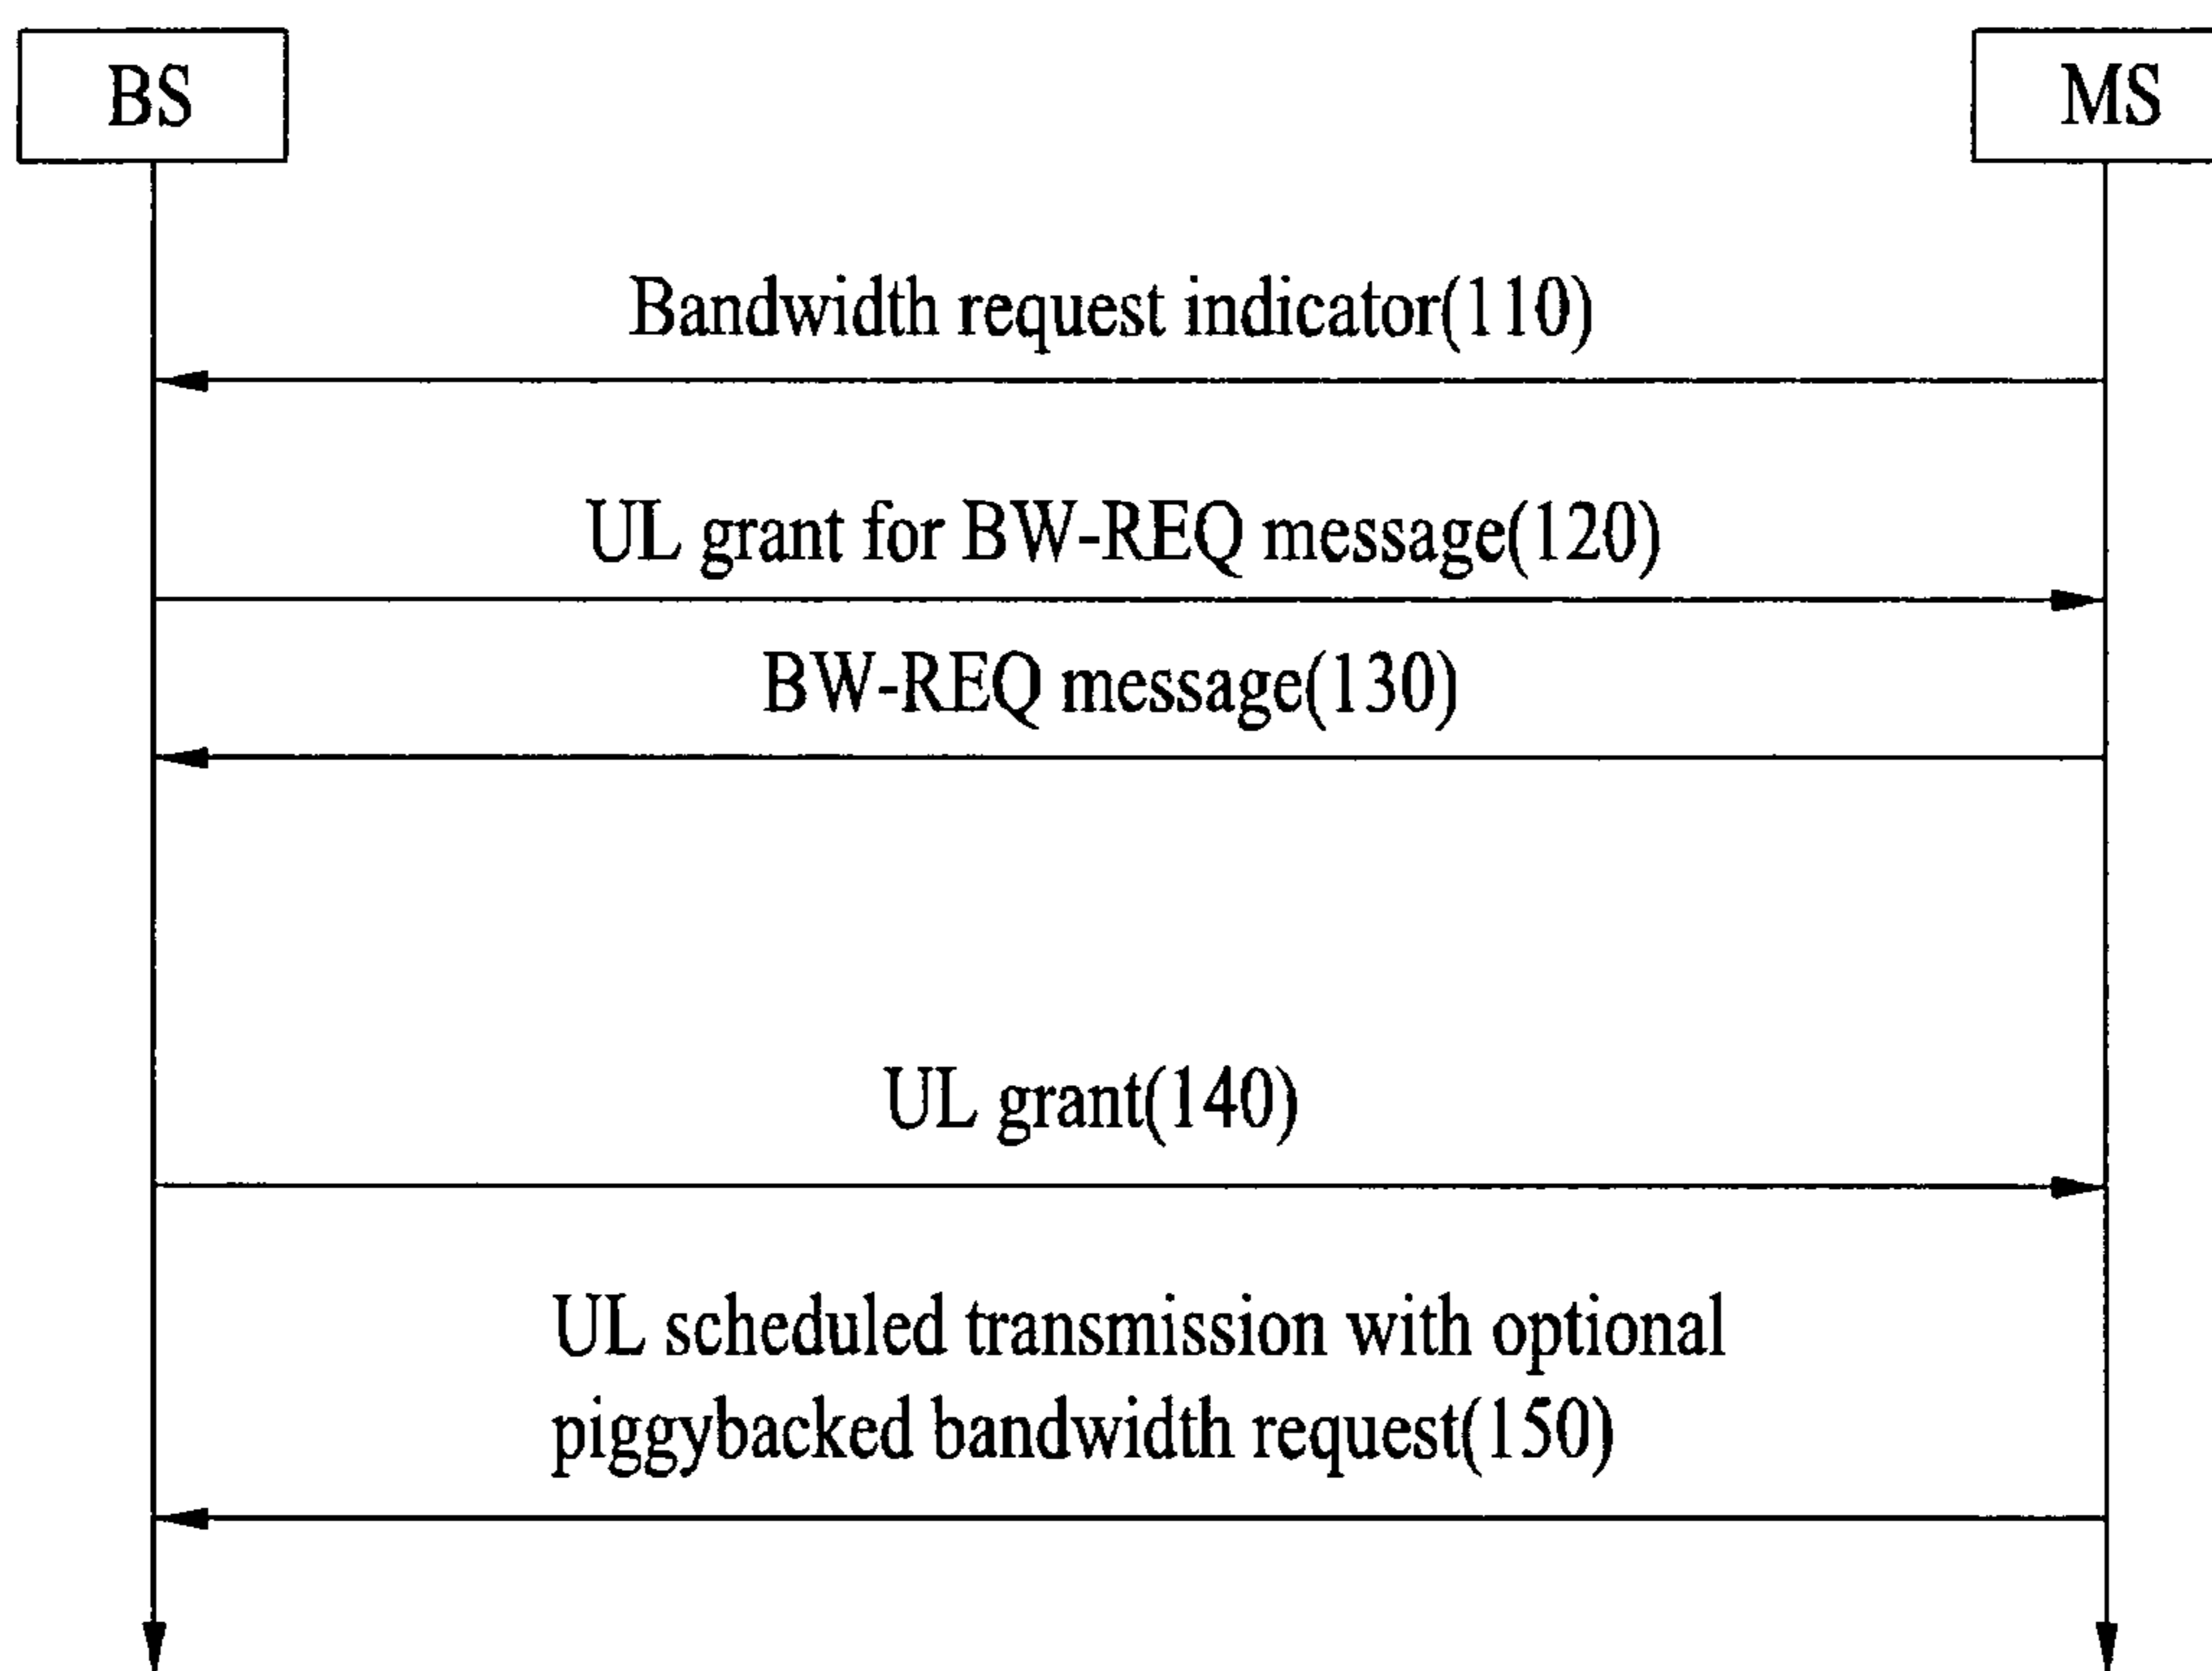 BS
MS
Bandwidth request indicator(110)
UL grant for BW-REQ message(120)
BW-REQ message(130)
UL grant(140)
UL scheduled transmission with optional
piggybacked bandwidth request(150)